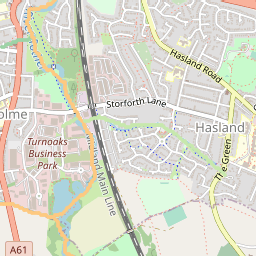 Hasland Road
Storforth Lane
olme
Hasland
Turnoaks
Business
Park
The Green
Midland Main Line
A61